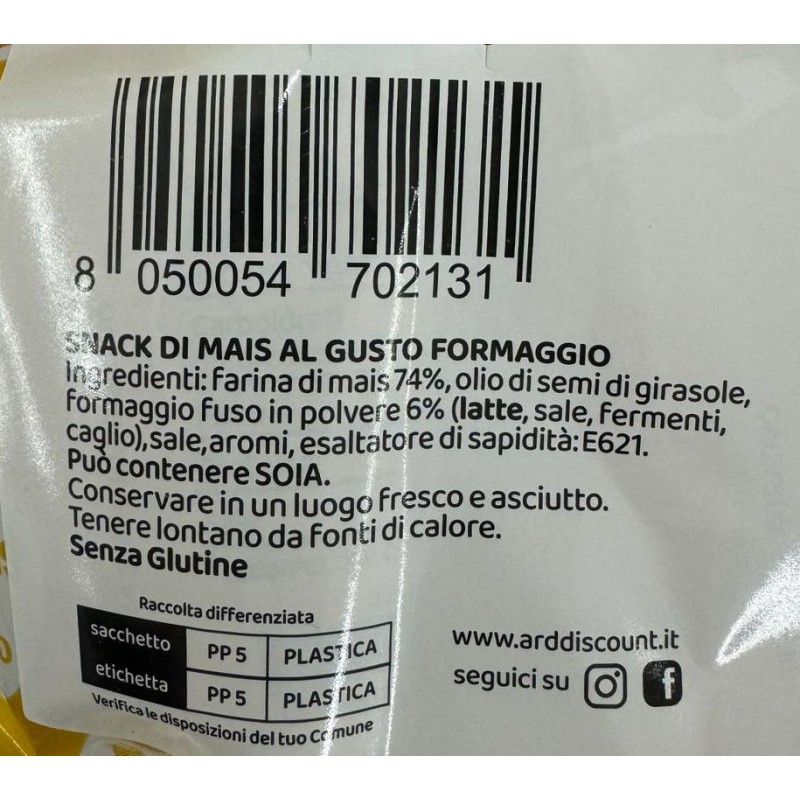 8 050054 702131
SNACK DI MAIS AL GUSTO FORMAGGIO
Ingredienti: farina di mais 74%, olio di semi di girasole,
formaggio fuso in polvere 6% (latte, sale, fermenti,
caglio), sale, aromi, esaltatore di sapidità: E621.
Può contenere SOIA.
Conservare in un luogo fresco e asciutto.
Tenere lontano da fonti di calore.
Senza Glutine
Raccolta differenziata
sacchetto PP 5 PLASTICA
etichetta PP 5 PLASTICA
Verifica le disposizioni del tuo Comune
www.arddiscount.it
seguici su